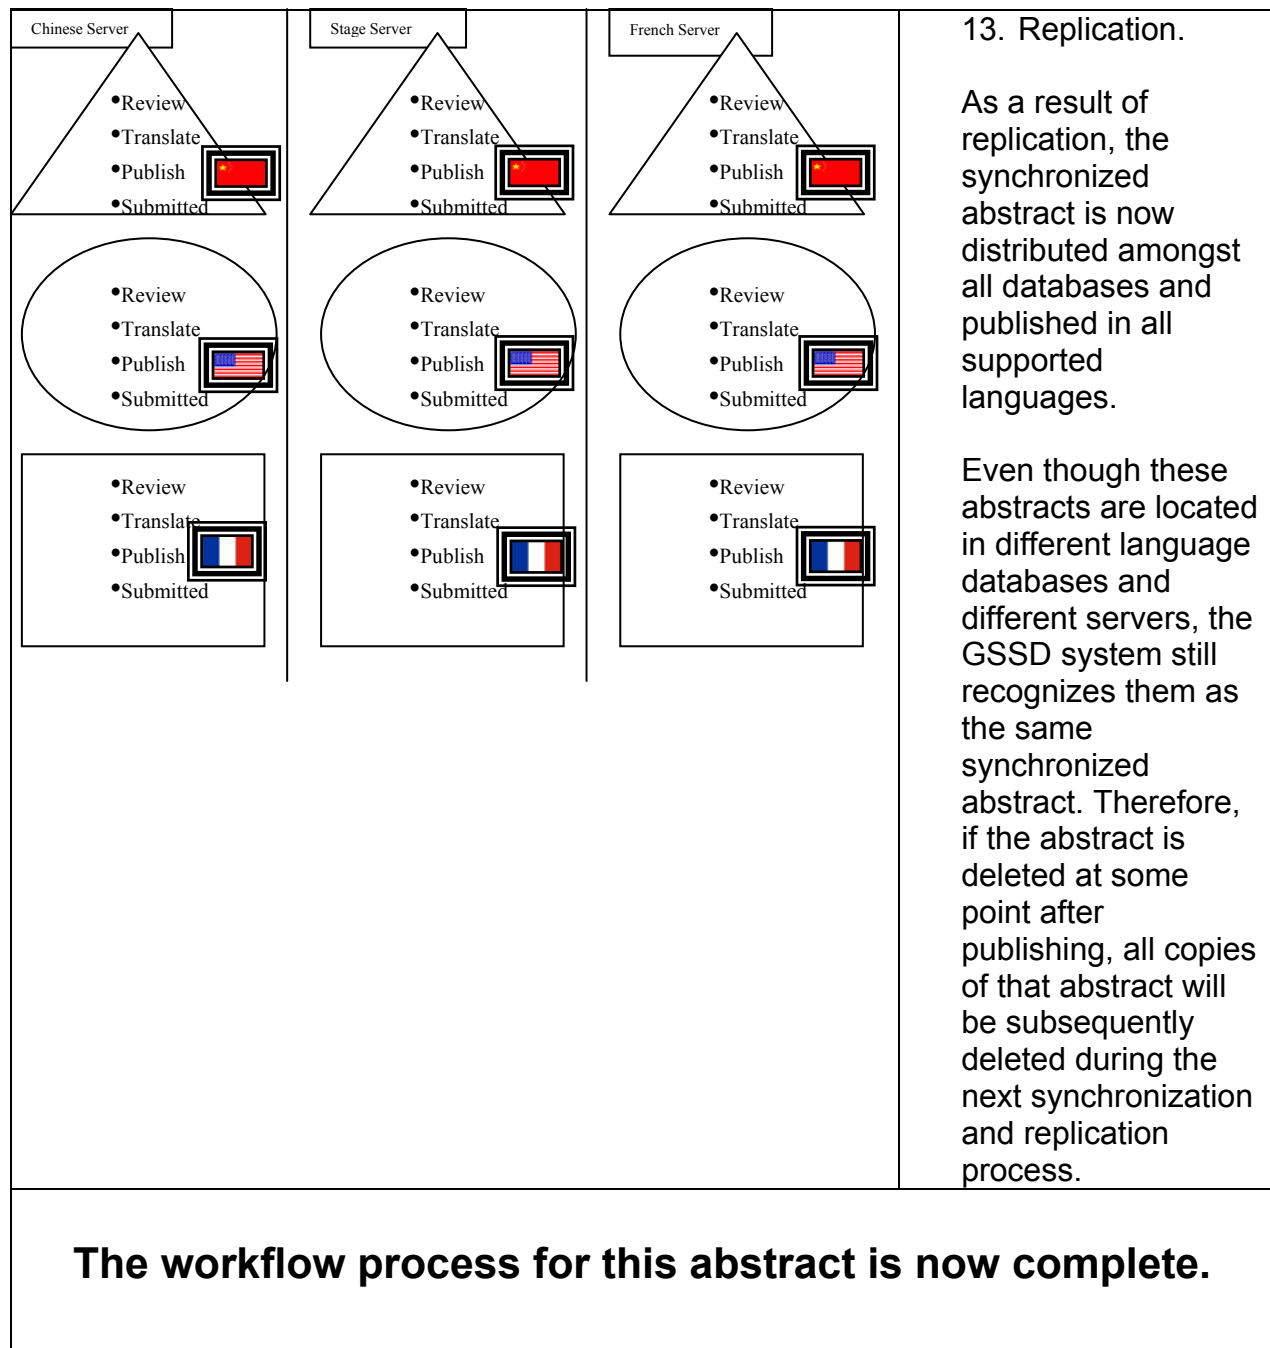 Chinese Server
•Review
•Translate
•Publish
•Submitted
•Review
•Translate
•Publish
•Submitted
•Review
•Translate
•Publish
•Submitted
Stage Server
•Review
•Translate
•Publish
•Submitted
•Review
•Translate
•Publish
•Submitted
•Review
•Translate
•Publish
•Submitted
French Server
•Review
•Translate
•Publish
•Submitted
•Review
•Translate
•Publish
•Submitted
•Review
•Translate
•Publish
•Submitted
13. Replication.
As a result of
replication, the
synchronized
abstract is now
distributed amongst
all databases and
published in all
supported
languages.
Even though these
abstracts are located
in different language
databases and
different servers, the
GSSD system still
recognizes them as
the same
synchronized
abstract. Therefore,
if the abstract is
deleted at some
point after
publishing, all copies
of that abstract will
be subsequently
deleted during the
next synchronization
and replication
process.
The workflow process for this abstract is now complete.